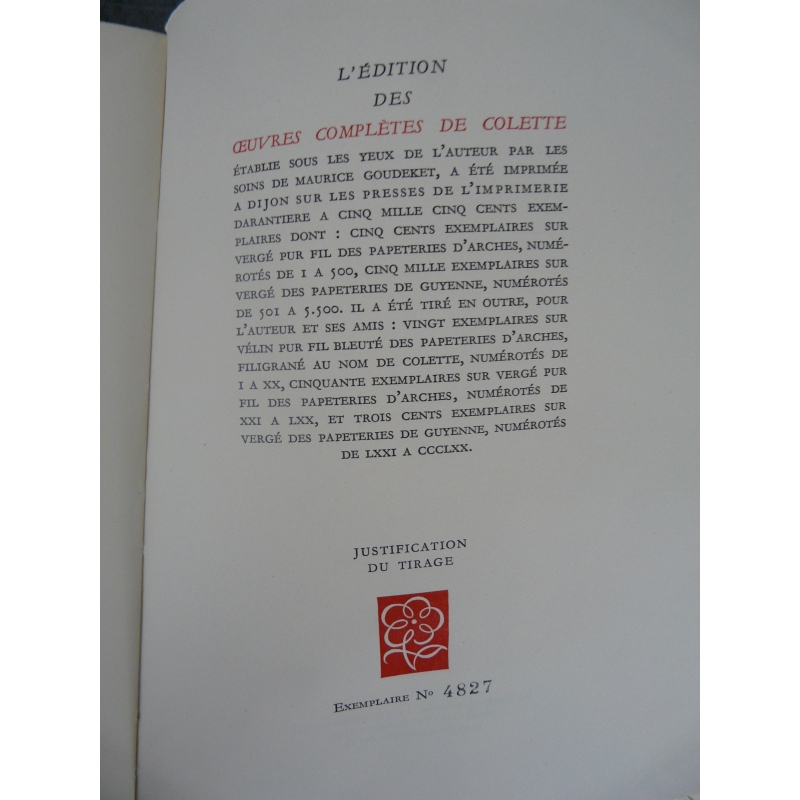 L'ÉDITION
DES
ŒUVRES COMPLÈTES DE COLETTE
ÉTABLIE SOUS LES YEUX DE L'AUTEUR PAR LES
SOINS DE MAURICE GOUDEKET, A ÉTÉ IMPRIMÉE
A DIJON SUR LES PRESSES DE L'IMPRIMERIE
DARANTIERE A CINQ MILLE CINQ CENTS EXEM-
PLAIRES DONT : CINQ CENTS EXEMPLAIRES SUR
VERGÉ PUR FIL DES PAPETERIES D'ARCHES, NUMÉ-
ROTÉS DE 1 A 500, CINQ MILLE EXEMPLAIRES SUR
VERGÉ DES PAPETERIES DE GUYENNE, NUMÉROTÉS
DE 501 A 5.500. IL A ÉTÉ TIRÉ EN OUTRE, POUR
L'AUTEUR ET SES AMIS : VINGT EXEMPLAIRES SUR
VÉLIN PUR FIL BLEUTÉ DES PAPETERIES D'ARCHES,
FILIGRANÉ AU NOM DE COLETTE, NUMÉROTÉS DE
I A XX, CINQUANTE EXEMPLAIRES SUR VERGÉ PUR
FIL DES PAPETERIES D'ARCHES, NUMÉROTÉS DE
XXI A LXX, ET TROIS CENTS EXEMPLAIRES SUR
VERGÉ DES PAPETERIES DE GUYENNE, NUMÉROTÉS
DE LXXI A CCCLXX.
JUSTIFICATION
DU TIRAGE
EXEMPLAIRE Nº 4827